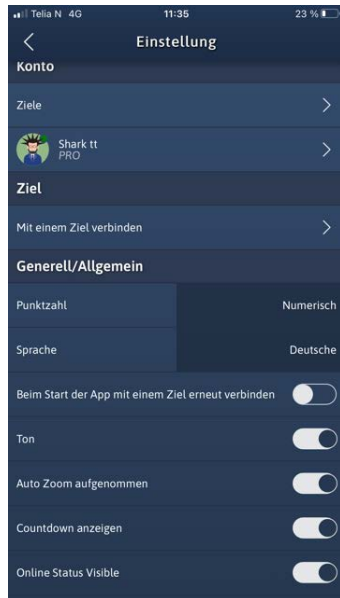 Telia N 4G 11:35 23 %
Einstellung
Konto
Ziele
Shark tt
PRO
Ziel
Mit einem Ziel verbinden
Generell/Allgemein
Punktzahl Numerisch
Sprache Deutsche
Beim Start der App mit einem Ziel erneut verbinden
Ton
Auto Zoom aufgenommen
Countdown anzeigen
Online Status Visible